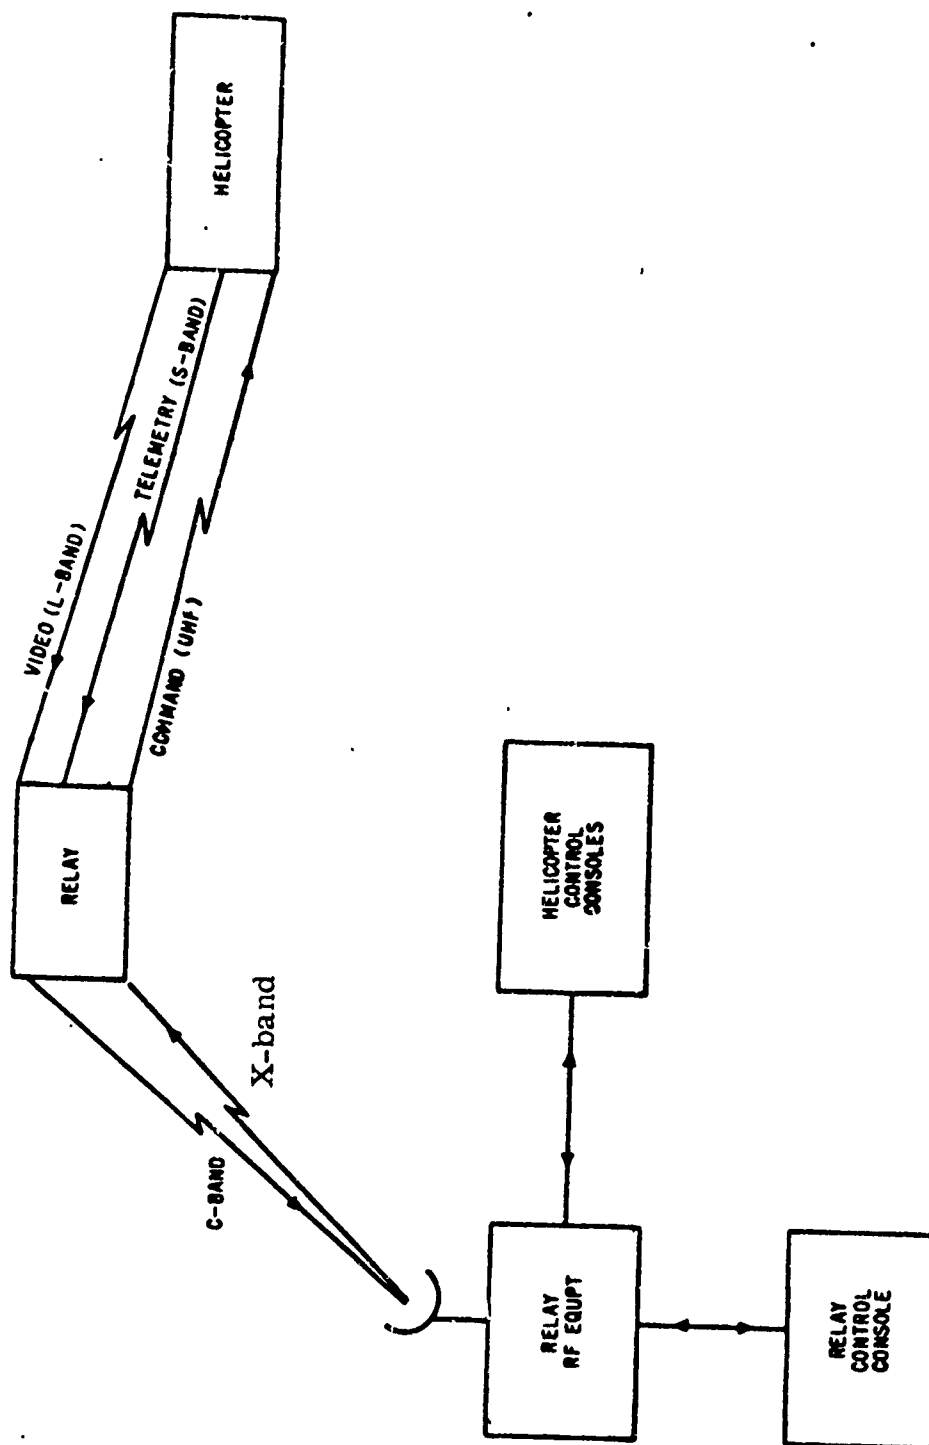 HELICOPTER
VIDEO (L-BAND)
TELEMETRY (S-BAND)
COMMAND (UHF)
RELAY
C-BAND
X-band
HELICOPTER
CONTROL
CONSOLES
RELAY
RF EQUPT
RELAY
CONTROL
CONSOLE